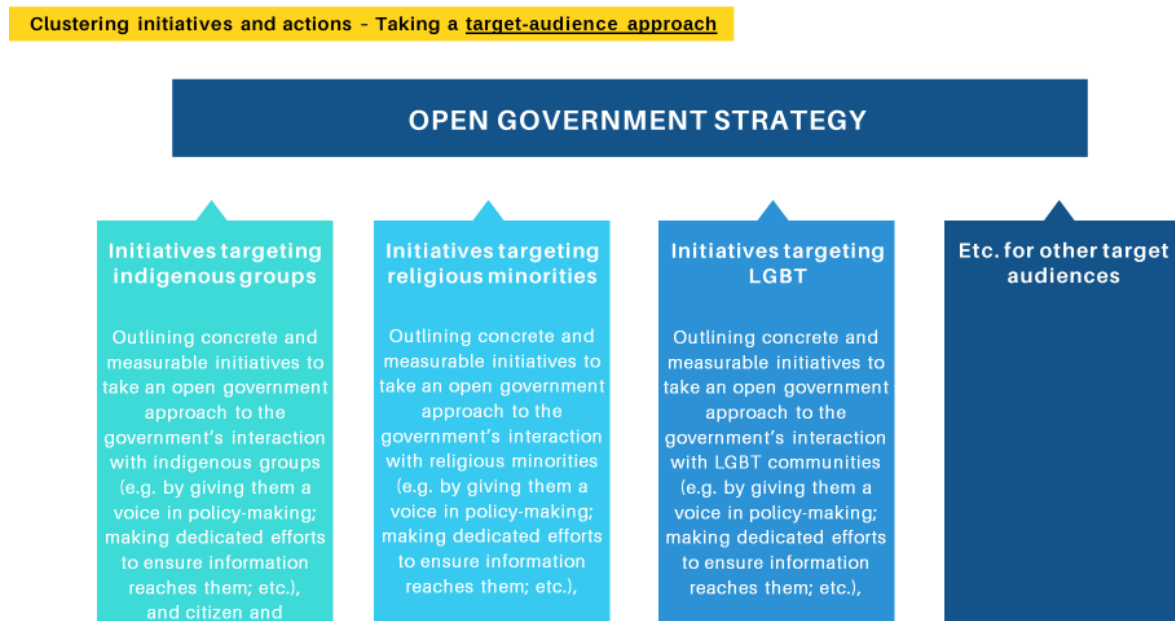 Clustering initiatives and actions – Taking a target-audience approach
OPEN GOVERNMENT STRATEGY
Initiatives targeting
indigenous groups
Outlining concrete and
measurable initiatives to
take an open government
approach to the
government's interaction
with indigenous groups
(e.g. by giving them a
voice in policy-making;
making dedicated efforts
to ensure information
reaches them; etc.),
and citizen and
Initiatives targeting
religious minorities
Outlining concrete and
measurable initiatives to
take an open government
approach to the
government's interaction
with religious minorities
(e.g. by giving them a
voice in policy-making;
making dedicated efforts
to ensure information
reaches them; etc.),
Initiatives targeting
LGBT
Outlining concrete and
measurable initiatives to
take an open government
approach to the
government's interaction
with LGBT communities
(e.g. by giving them a
voice in policy-making;
making dedicated efforts
to ensure information
reaches them; etc.),
Etc. for other target
audiences